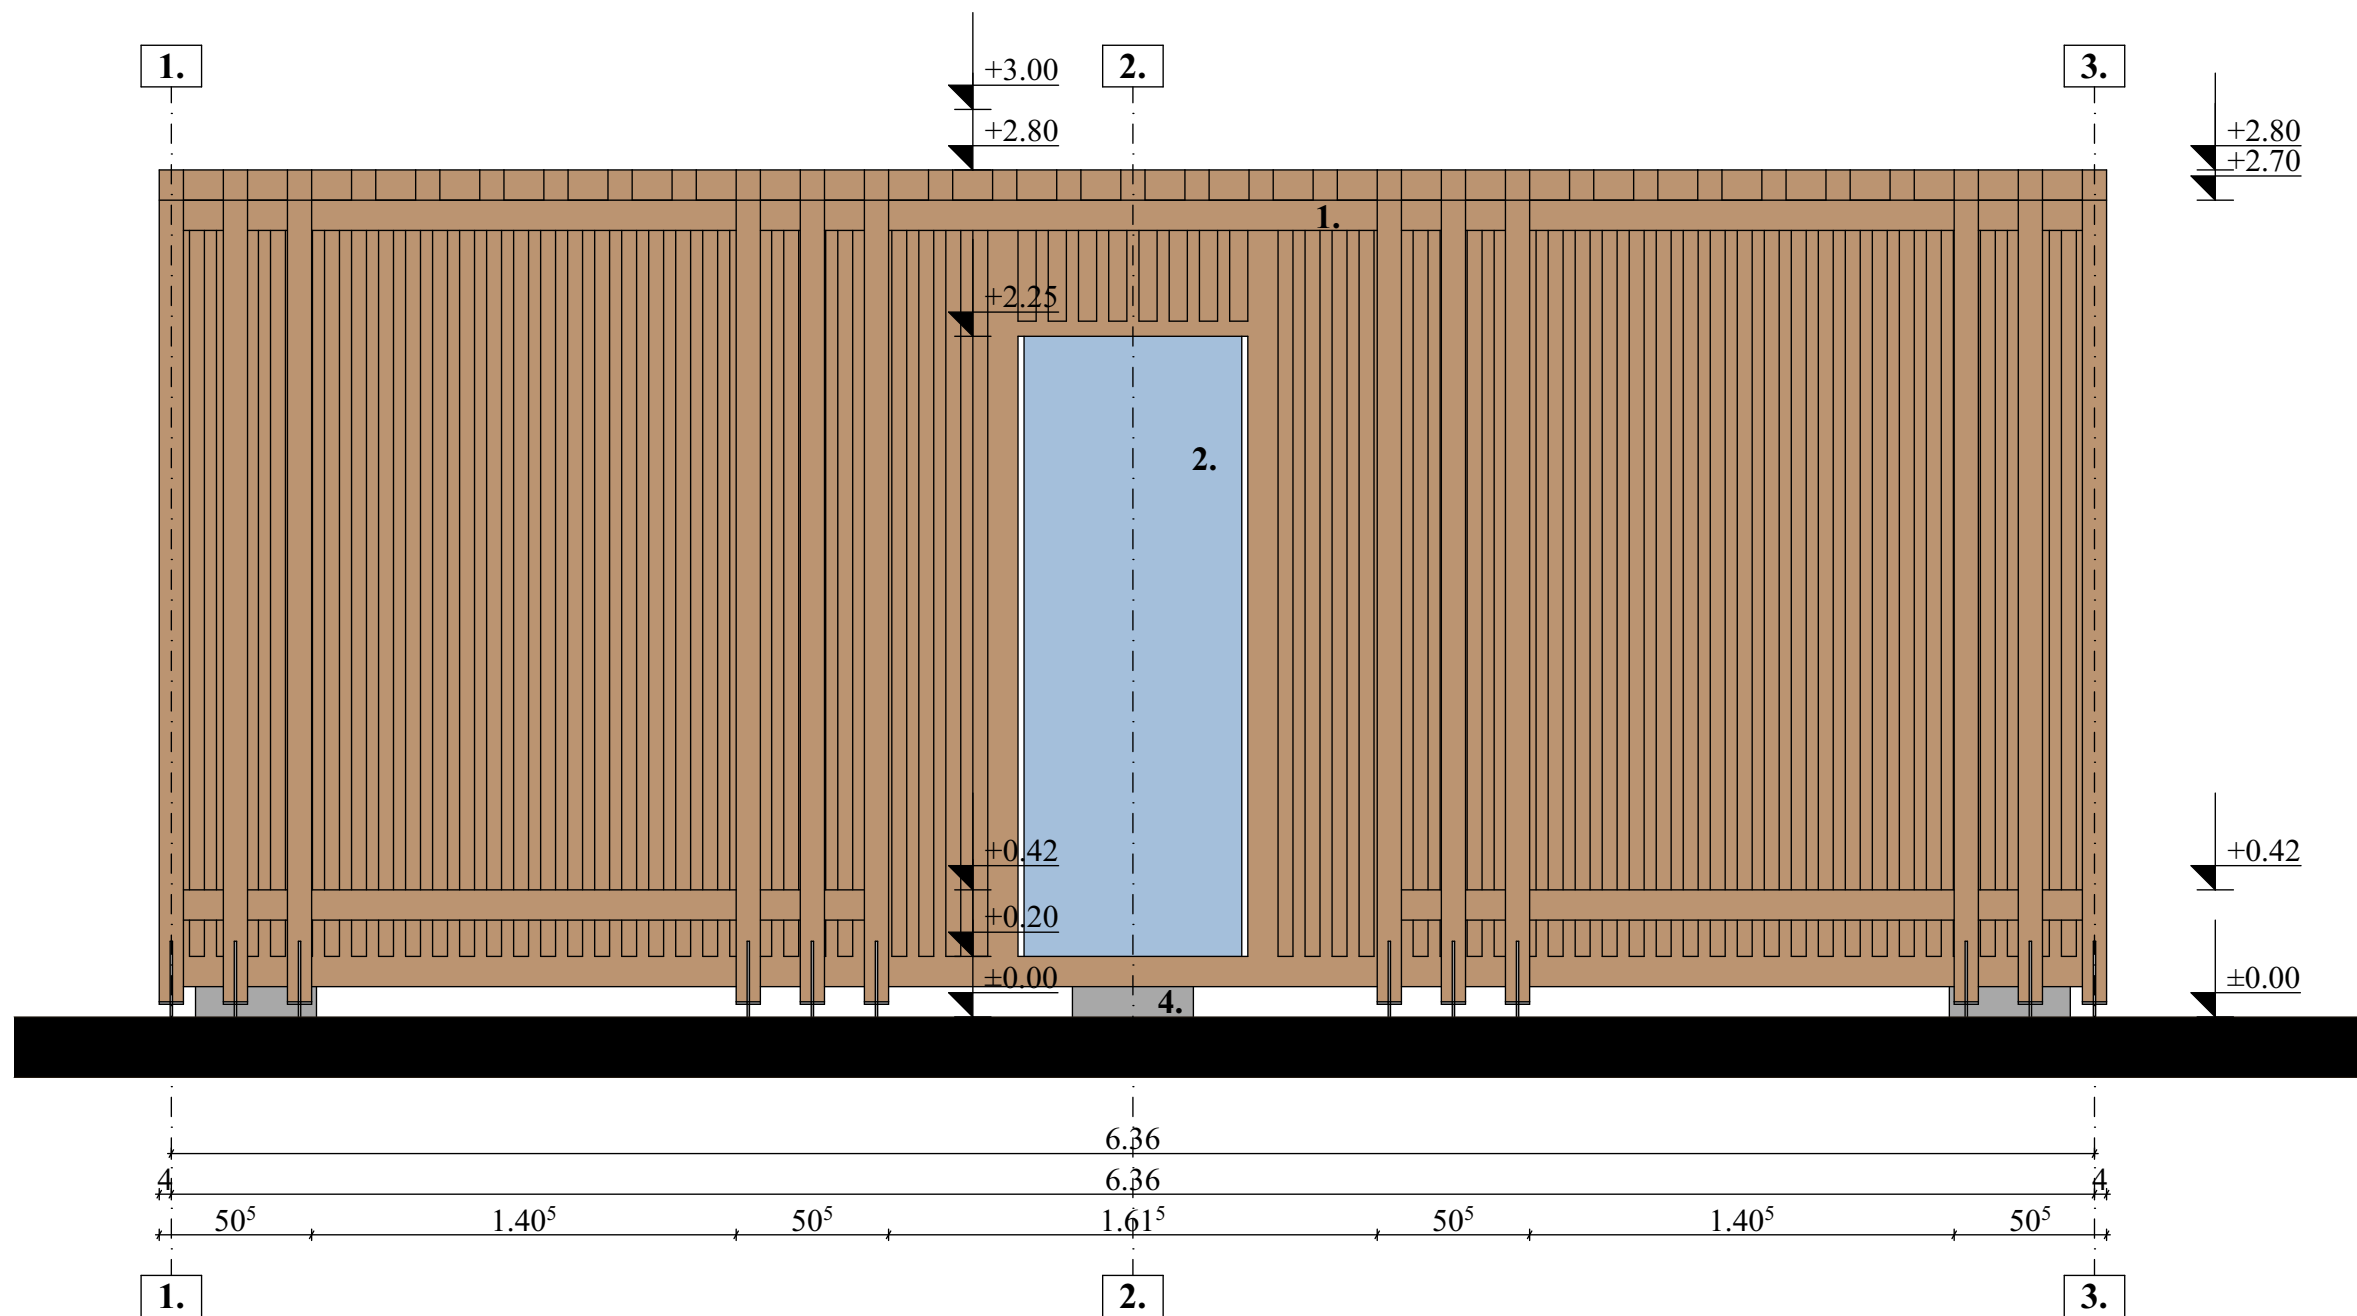 1. 2. 3.
+3.00
+2.80 +2.80
+2.70
1.
+2.25
2.
+0.42 +0.42
+0.20
±0.00 ±0.00
4.
6.36
4 6.36 4
50⁵ 1.40⁵ 50⁵ 1.61⁵ 50⁵ 1.40⁵ 50⁵
1. 2. 3.